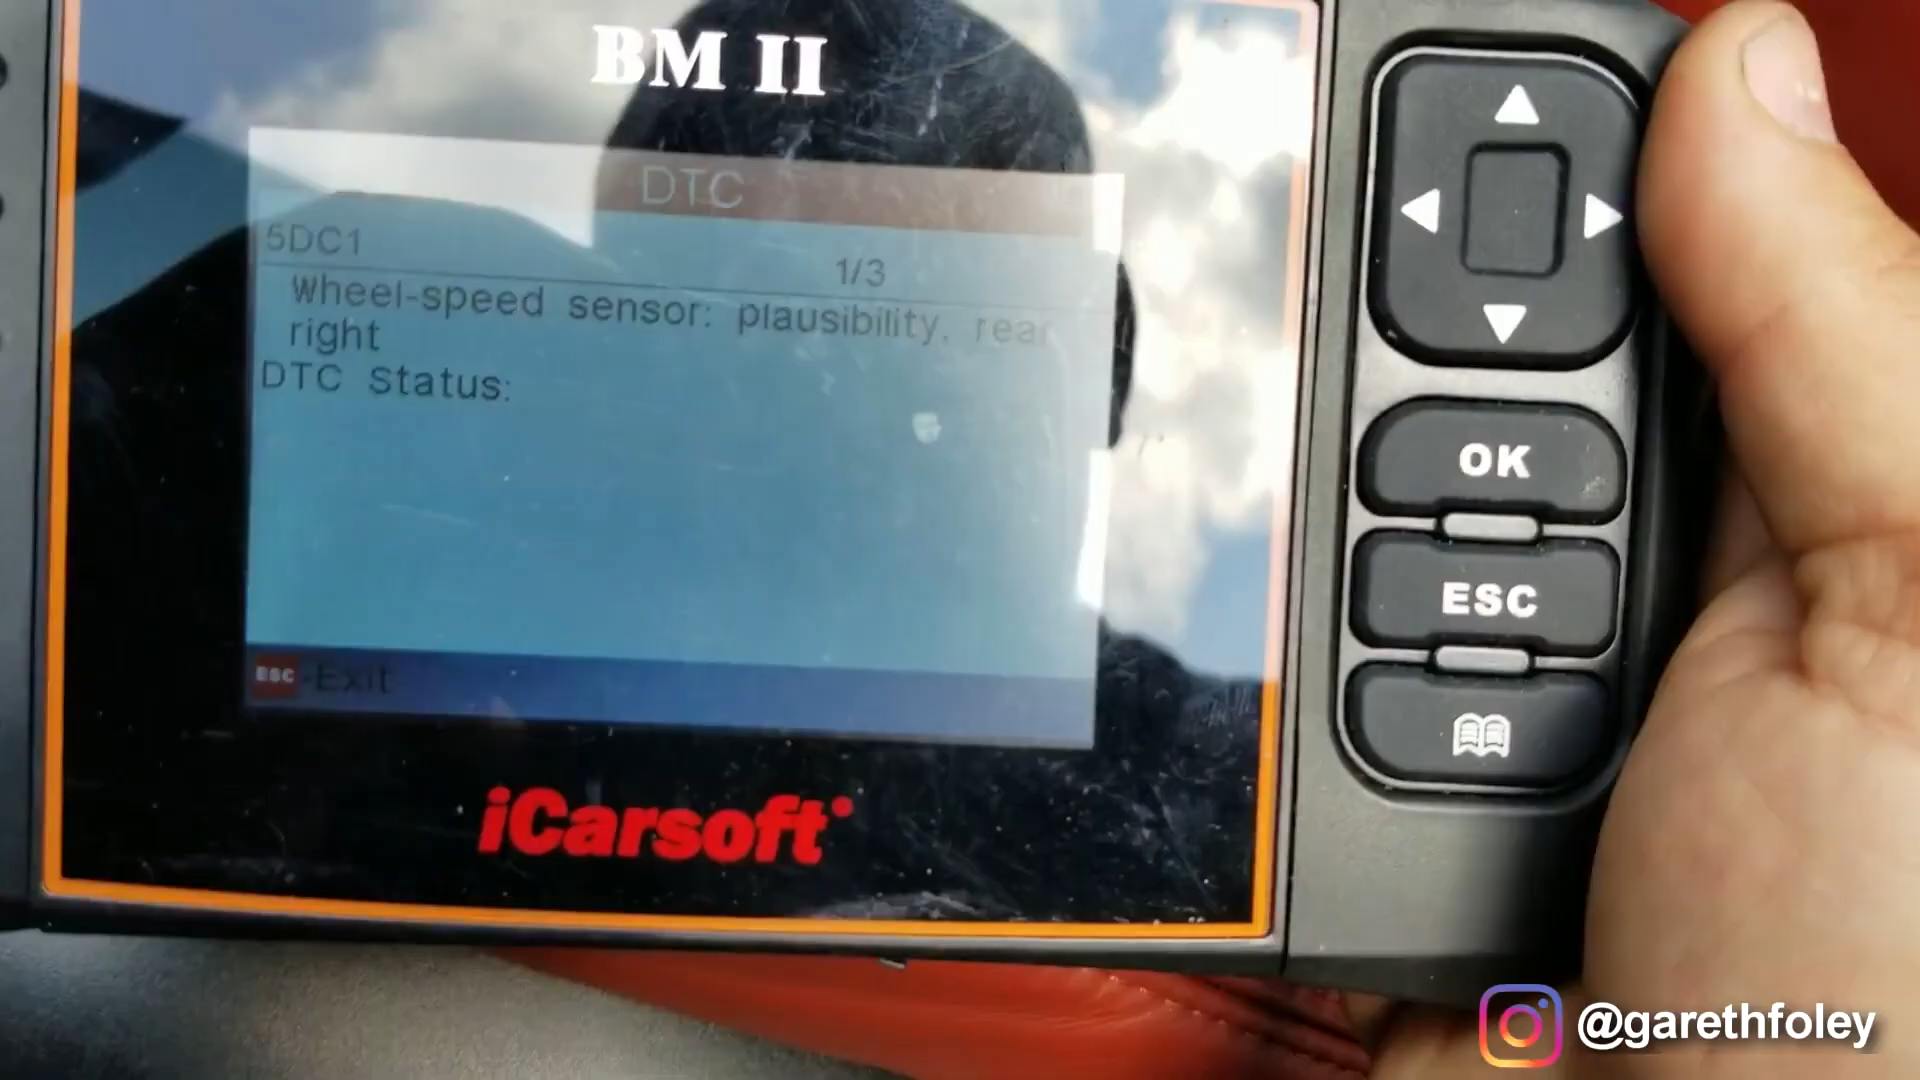 BM II
DTC
5DC1
1/3
Wheel-speed sensor: plausibility, rear
right
DTC Status:
ESC -Exit
iCarsoft
OK
ESC
@garethfoley